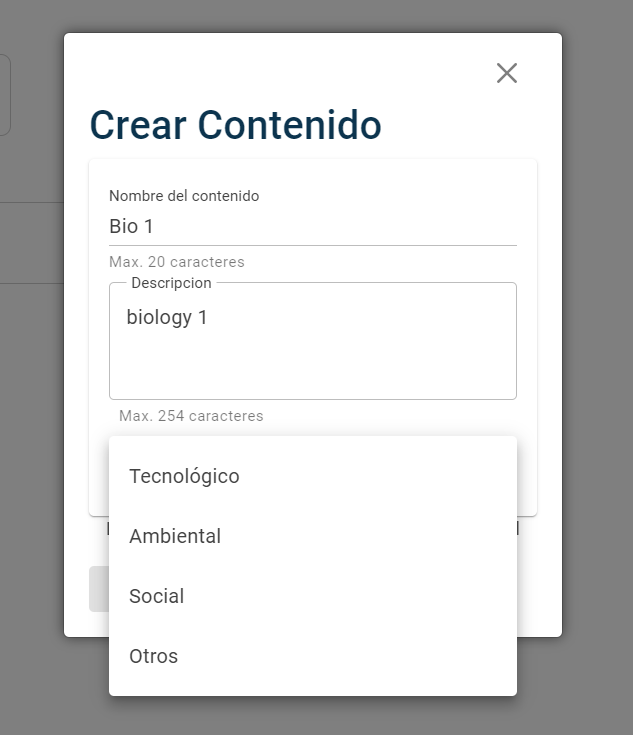 Crear Contenido
Nombre del contenido
Bio 1
Max. 20 caracteres
Descripcion
biology 1
Max. 254 caracteres
Tecnológico
Ambiental
Social
Otros